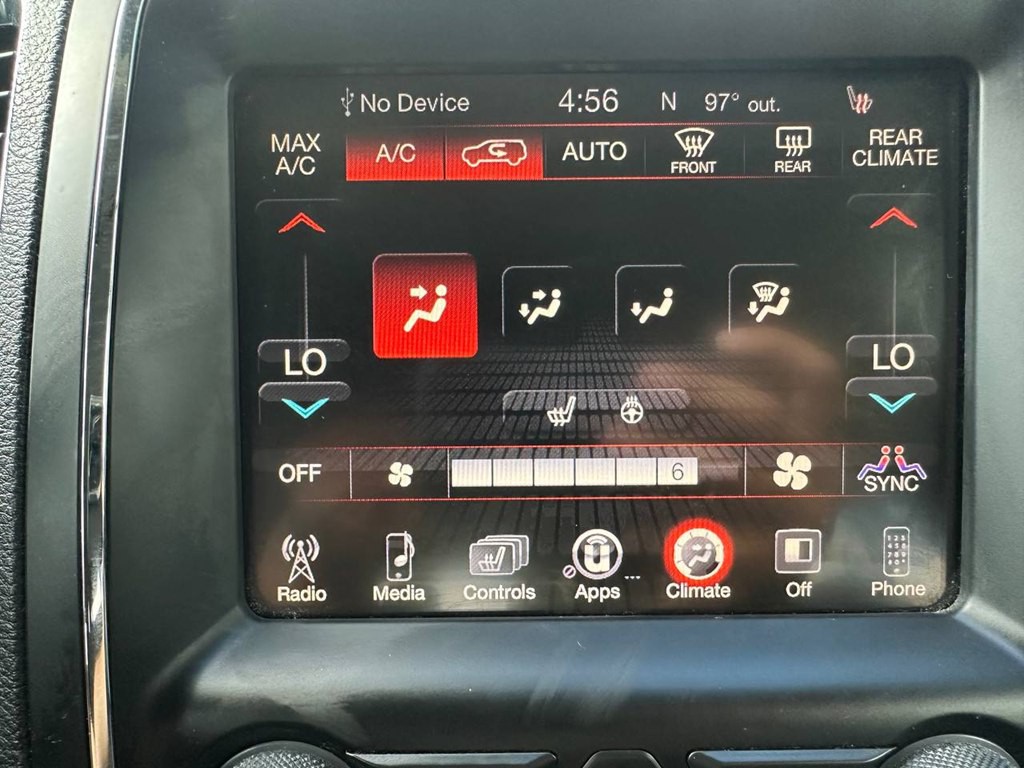 No Device 4:56 N 97° out.
MAX A/C
A/C
AUTO
FRONT
REAR
REAR CLIMATE
LO
LO
OFF
6
SYNC
Radio
Media
Controls
Apps
Climate
Off
Phone